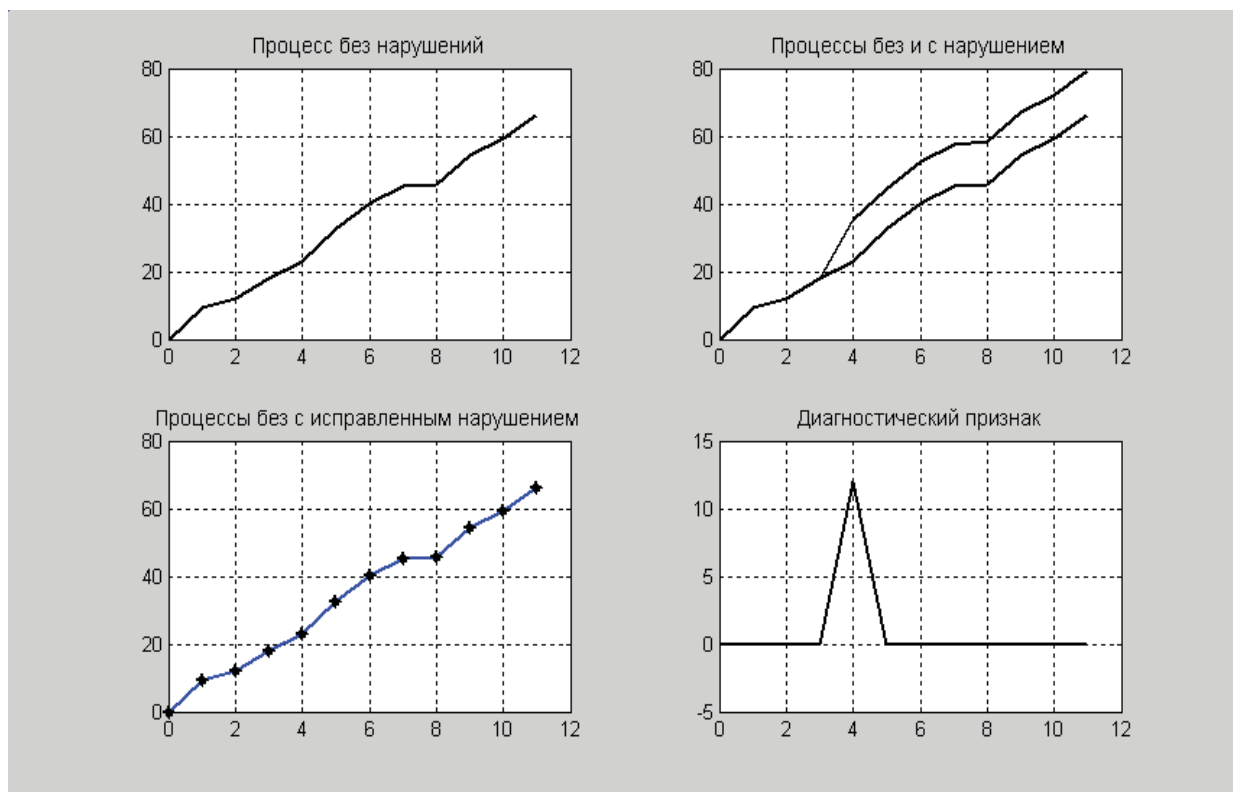 Процесс без нарушений
80
60
40
20
0
0 2 4 6 8 10 12
Процессы без и с нарушением
80
60
40
20
0
0 2 4 6 8 10 12
Процессы без с исправленным нарушением
80
60
40
20
0
0 2 4 6 8 10 12
Диагностический признак
15
10
5
0
-5
0 2 4 6 8 10 12